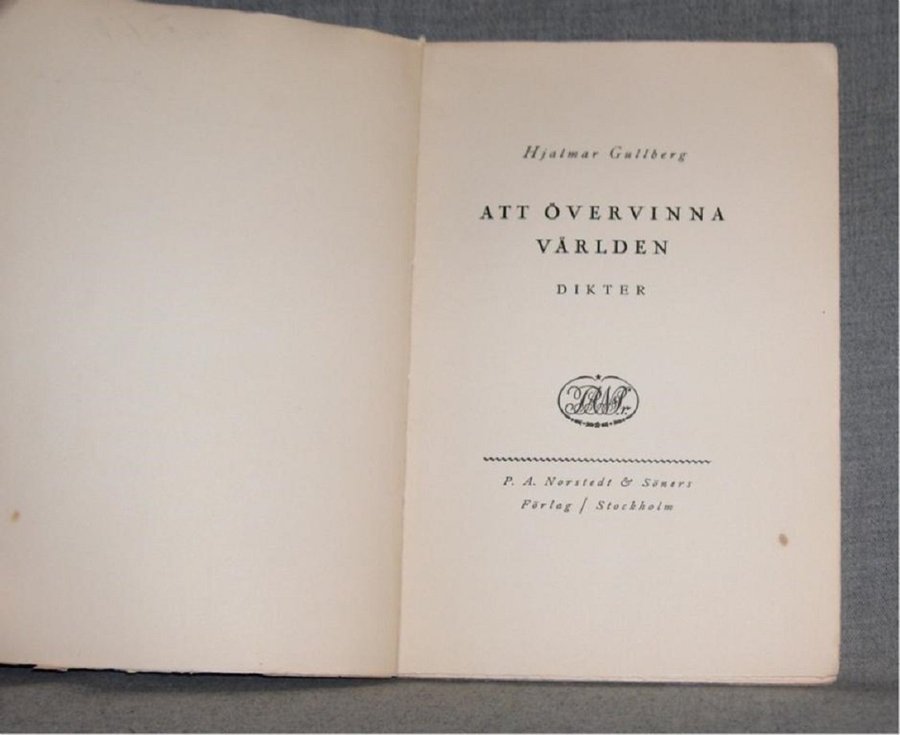 Hjalmar Gullberg
ATT ÖVERVINNA
VÄRLDEN
DIKTER
P. A. Norstedt & Söners
Förlag / Stockholm